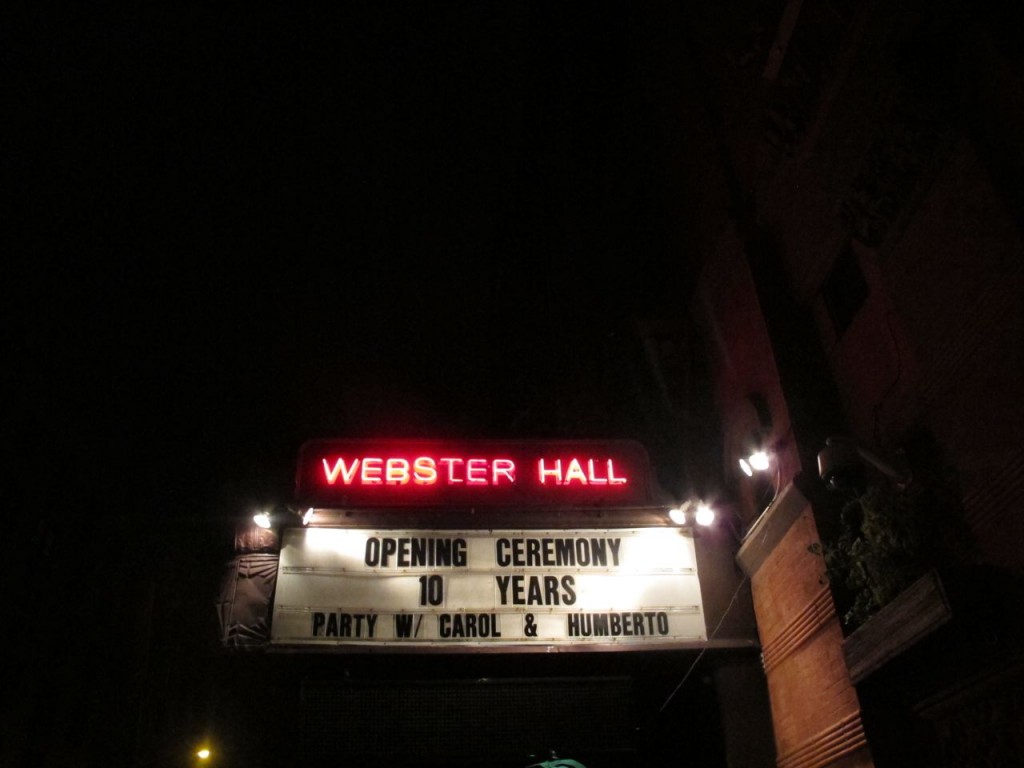 WEBSTER HALL
OPENING CEREMONY
10 YEARS
PARTY W/ CAROL & HUMBERTO